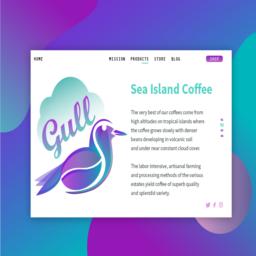 HOME MISSION PRODUCTS STORE BLOG SHOP
Gull
Sea Island Coffee
The very best of our coffees come from
high altitudes on tropical islands where
the coffee grows slowly with denser
beans developing in volcanic soil
and under near constant cloud cover.
The labor intensive, artisanal farming
and processing methods of the various
estates yield coffee of superb quality
and splendid variety.